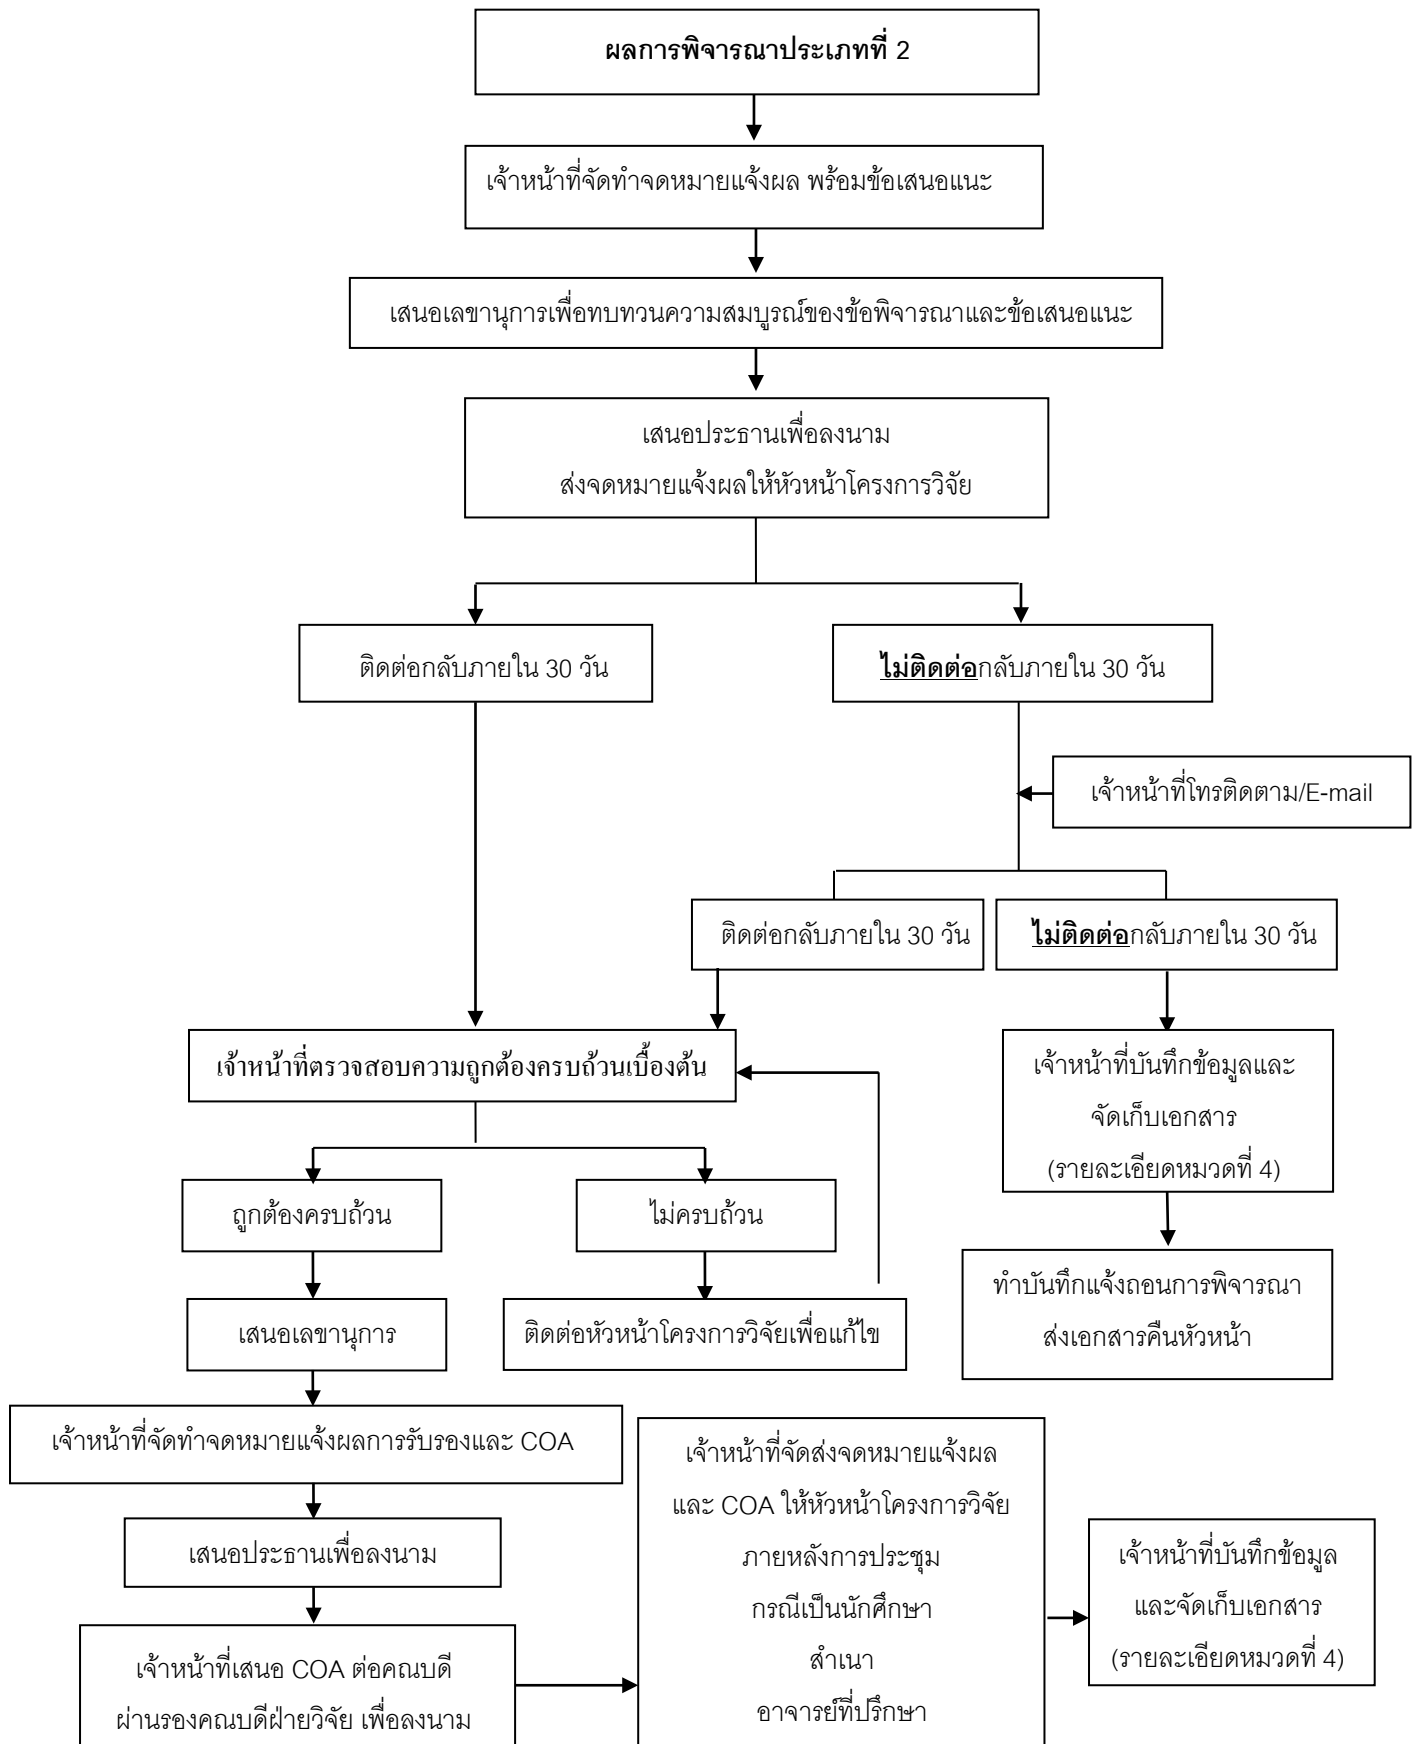 ผลการพิจารณาประเภทที่ 2
เจ้าหน้าที่จัดทำจดหมายแจ้งผล พร้อมข้อเสนอแนะ
เสนอเลขานุการเพื่อทบทวนความสมบูรณ์ของข้อพิจารณาและข้อเสนอแนะ
เสนอประธานเพื่อลงนาม
ส่งจดหมายแจ้งผลให้หัวหน้าโครงการวิจัย
ติดต่อกลับภายใน 30 วัน
ไม่ติดต่อกลับภายใน 30 วัน
เจ้าหน้าที่โทรติดตาม/E-mail
ติดต่อกลับภายใน 30 วัน
ไม่ติดต่อกลับภายใน 30 วัน
เจ้าหน้าที่ตรวจสอบความถูกต้องครบถ้วนเบื้องต้น
เจ้าหน้าที่บันทึกข้อมูลและ
จัดเก็บเอกสาร
(รายละเอียดหมวดที่ 4)
ถูกต้องครบถ้วน
ไม่ครบถ้วน
ทำบันทึกแจ้งถอนการพิจารณา
ส่งเอกสารคืนหัวหน้า
เสนอเลขานุการ
ติดต่อหัวหน้าโครงการวิจัยเพื่อแก้ไข
เจ้าหน้าที่จัดทำจดหมายแจ้งผลการรับรองและ COA
เสนอประธานเพื่อลงนาม
เจ้าหน้าที่เสนอ COA ต่อคณบดี
ผ่านรองคณบดีฝ่ายวิจัย เพื่อลงนาม
เจ้าหน้าที่จัดส่งจดหมายแจ้งผล
และ COA ให้หัวหน้าโครงการวิจัย
ภายหลังการประชุม
กรณีเป็นนักศึกษา
สำเนา
อาจารย์ที่ปรึกษา
เจ้าหน้าที่บันทึกข้อมูล
และจัดเก็บเอกสาร
(รายละเอียดหมวดที่ 4)